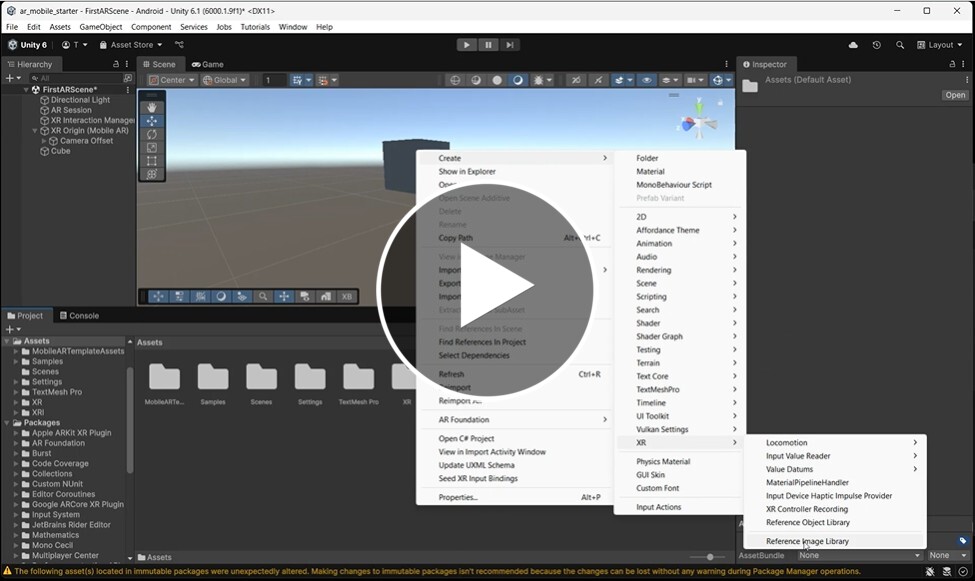 ar_mobile_starter - FirstARScene - Android - Unity 6.1 (6000.1.9f1)* <DX11>
File Edit Assets GameObject Component Services Jobs Tutorials Window Help
Unity 6 T Asset Store Layout
Hierarchy Scene Game Inspector
All Center Global 1 Assets (Default Asset)
FirstARScene* Open
Directional Light
AR Session
XR Interaction Manager
XR Origin (Mobile AR)
Camera Offset
Cube
Create
Show in Explorer
Open Scene Additive
Delete
Rename
Copy Path Alt+Ctrl+C
Find References In Scene
Find References In Project
Select Dependencies
Refresh Ctrl+R
Reimport
AR Foundation
Open C# Project
View in Import Activity Window
Update UXML Schema
Seed XR Input Bindings
Properties... Alt+P
Folder
Material
MonoBehaviour Script
Prefab Variant
2D
Affordance Theme
Animation
Audio
Rendering
Scene
Scripting
Search
Shader
Shader Graph
Testing
Terrain
Text Core
TextMeshPro
Timeline
UI Toolkit
Vulkan Settings
XR
Physics Material
GUI Skin
Custom Font
Input Actions
Locomotion
Input Value Reader
Value Datums
MaterialPipelineHandler
Input Device Haptic Impulse Provider
XR Controller Recording
Reference Object Library
Reference Image Library
Project Console
Assets
MobileARTemplateAssets
Samples
Scenes
Settings
TextMesh Pro
XR
XRI
Packages
Apple ARKit XR Plugin
AR Foundation
Burst
Code Coverage
Collections
Custom NUnit
Editor Coroutines
Google ARCore XR Plugin
Input System
JetBrains Rider Editor
Mathematics
Mono Cecil
Multiplayer Center
Assets
MobileARTe... Samples Scenes Settings TextMesh Pro XR
Assets
AssetBundle None None
The following asset(s) located in immutable packages were unexpectedly altered. Making changes to immutable packages isn't recommended because the changes can be lost without any warning during Package Manager operations.